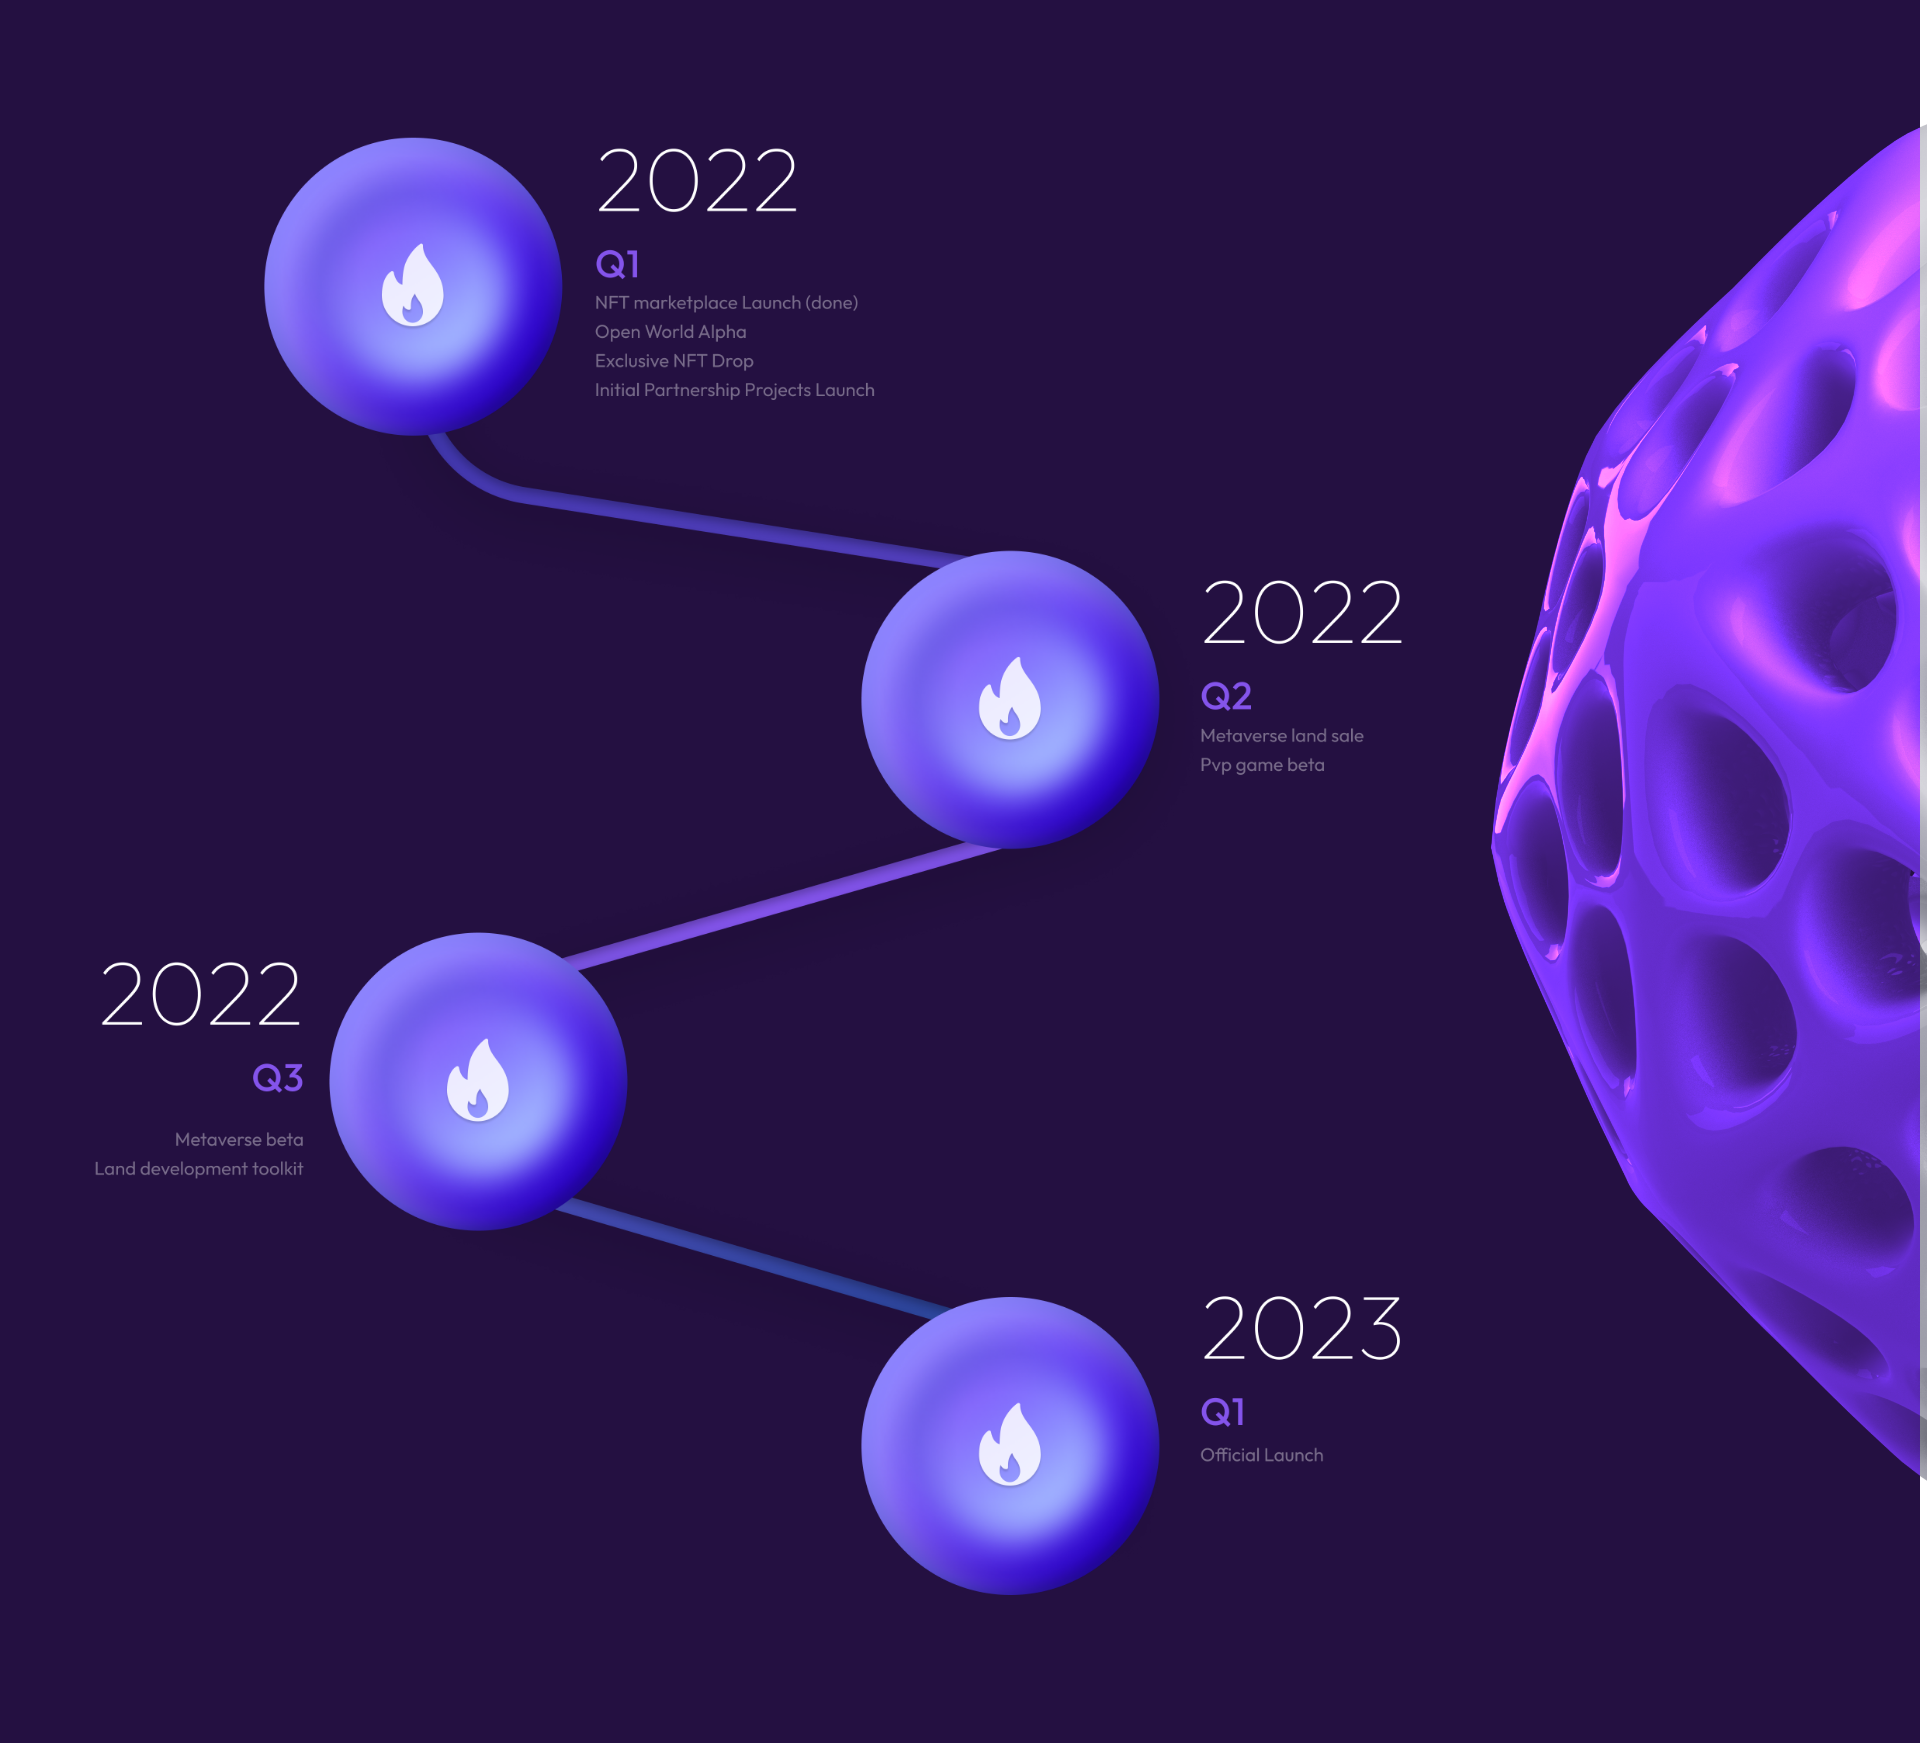 2022
Q1
NFT marketplace Launch (done)
Open World Alpha
Exclusive NFT Drop
Initial Partnership Projects Launch
2022
Q2
Metaverse land sale
Pvp game beta
2022
Q3
Metaverse beta
Land development toolkit
2023
Q1
Official Launch